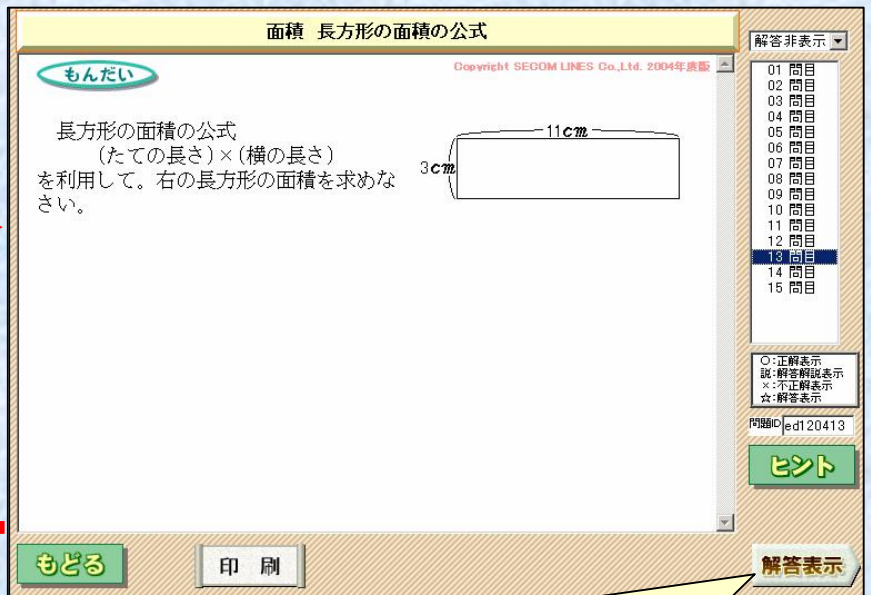 面積 長方形の面積の公式
解答非表示
もんだい
Copyright SECOM LINES Co.,Ltd. 2004年度版
長方形の面積の公式
(たての長さ)×(横の長さ)
を利用して。右の長方形の面積を求めな
さい。
11cm
3cm
01 問目
02 問目
03 問目
04 問目
05 問目
06 問目
07 問目
08 問目
09 問目
10 問目
11 問目
12 問目
13 問目
14 問目
15 問目
○:正解表示
説:解答解説表示
×:不正解表示
☆:解答表示
問題ID ed120413
ヒント
もどる
印 刷
解答表示